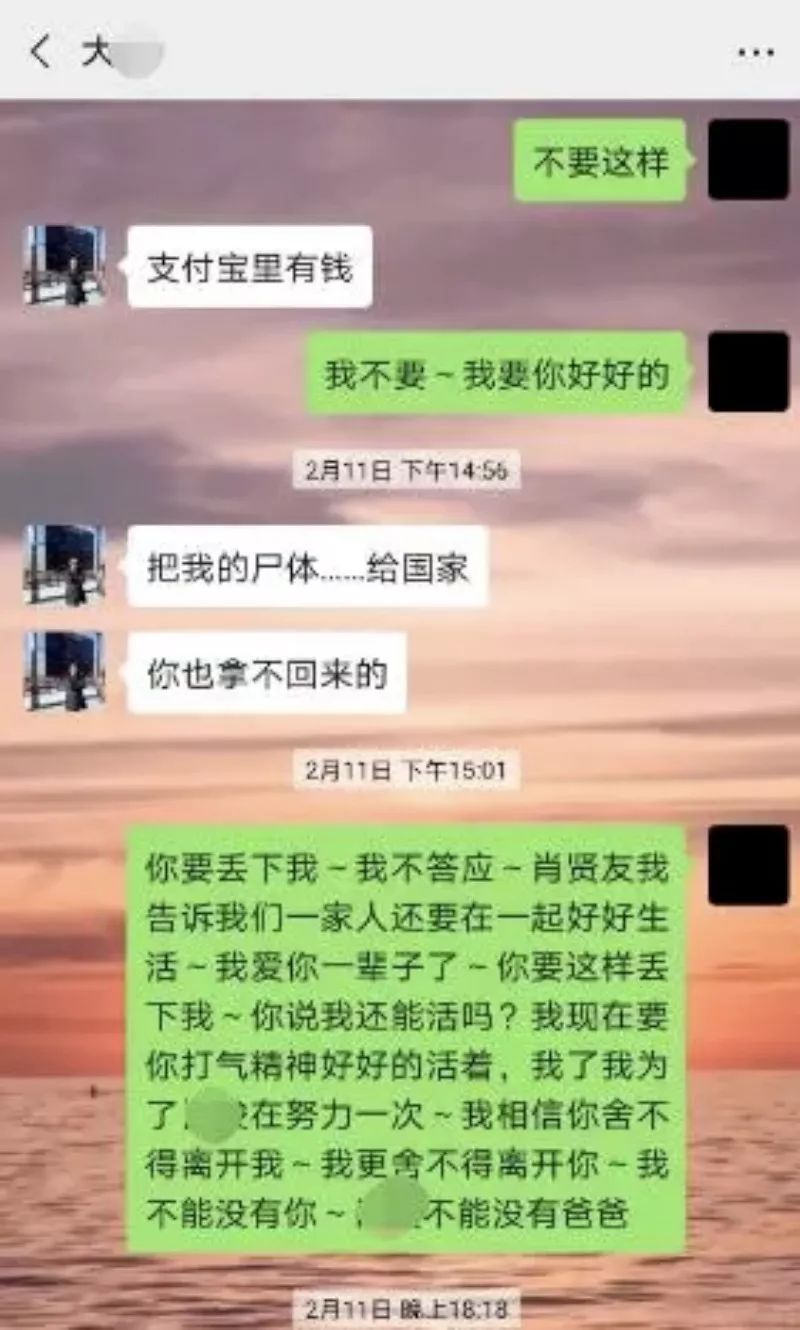 大
不要这样
支付宝里有钱
我不要～我要你好好的
2月11日 下午14:56
把我的尸体……给国家
你也拿不回来的
2月11日 下午15:01
你要丢下我～我不答应～肖贤友我
告诉我们一家人还要在一起好好生
活～我爱你一辈子了～你要这样丢
下我～你说我还能活吗？我现在要
你打气精神好好的活着，我了我为
了在努力一次～我相信你舍不
得离开我～我更舍不得离开你～我
不能没有你～不能没有爸爸
2月11日 晚上18:18